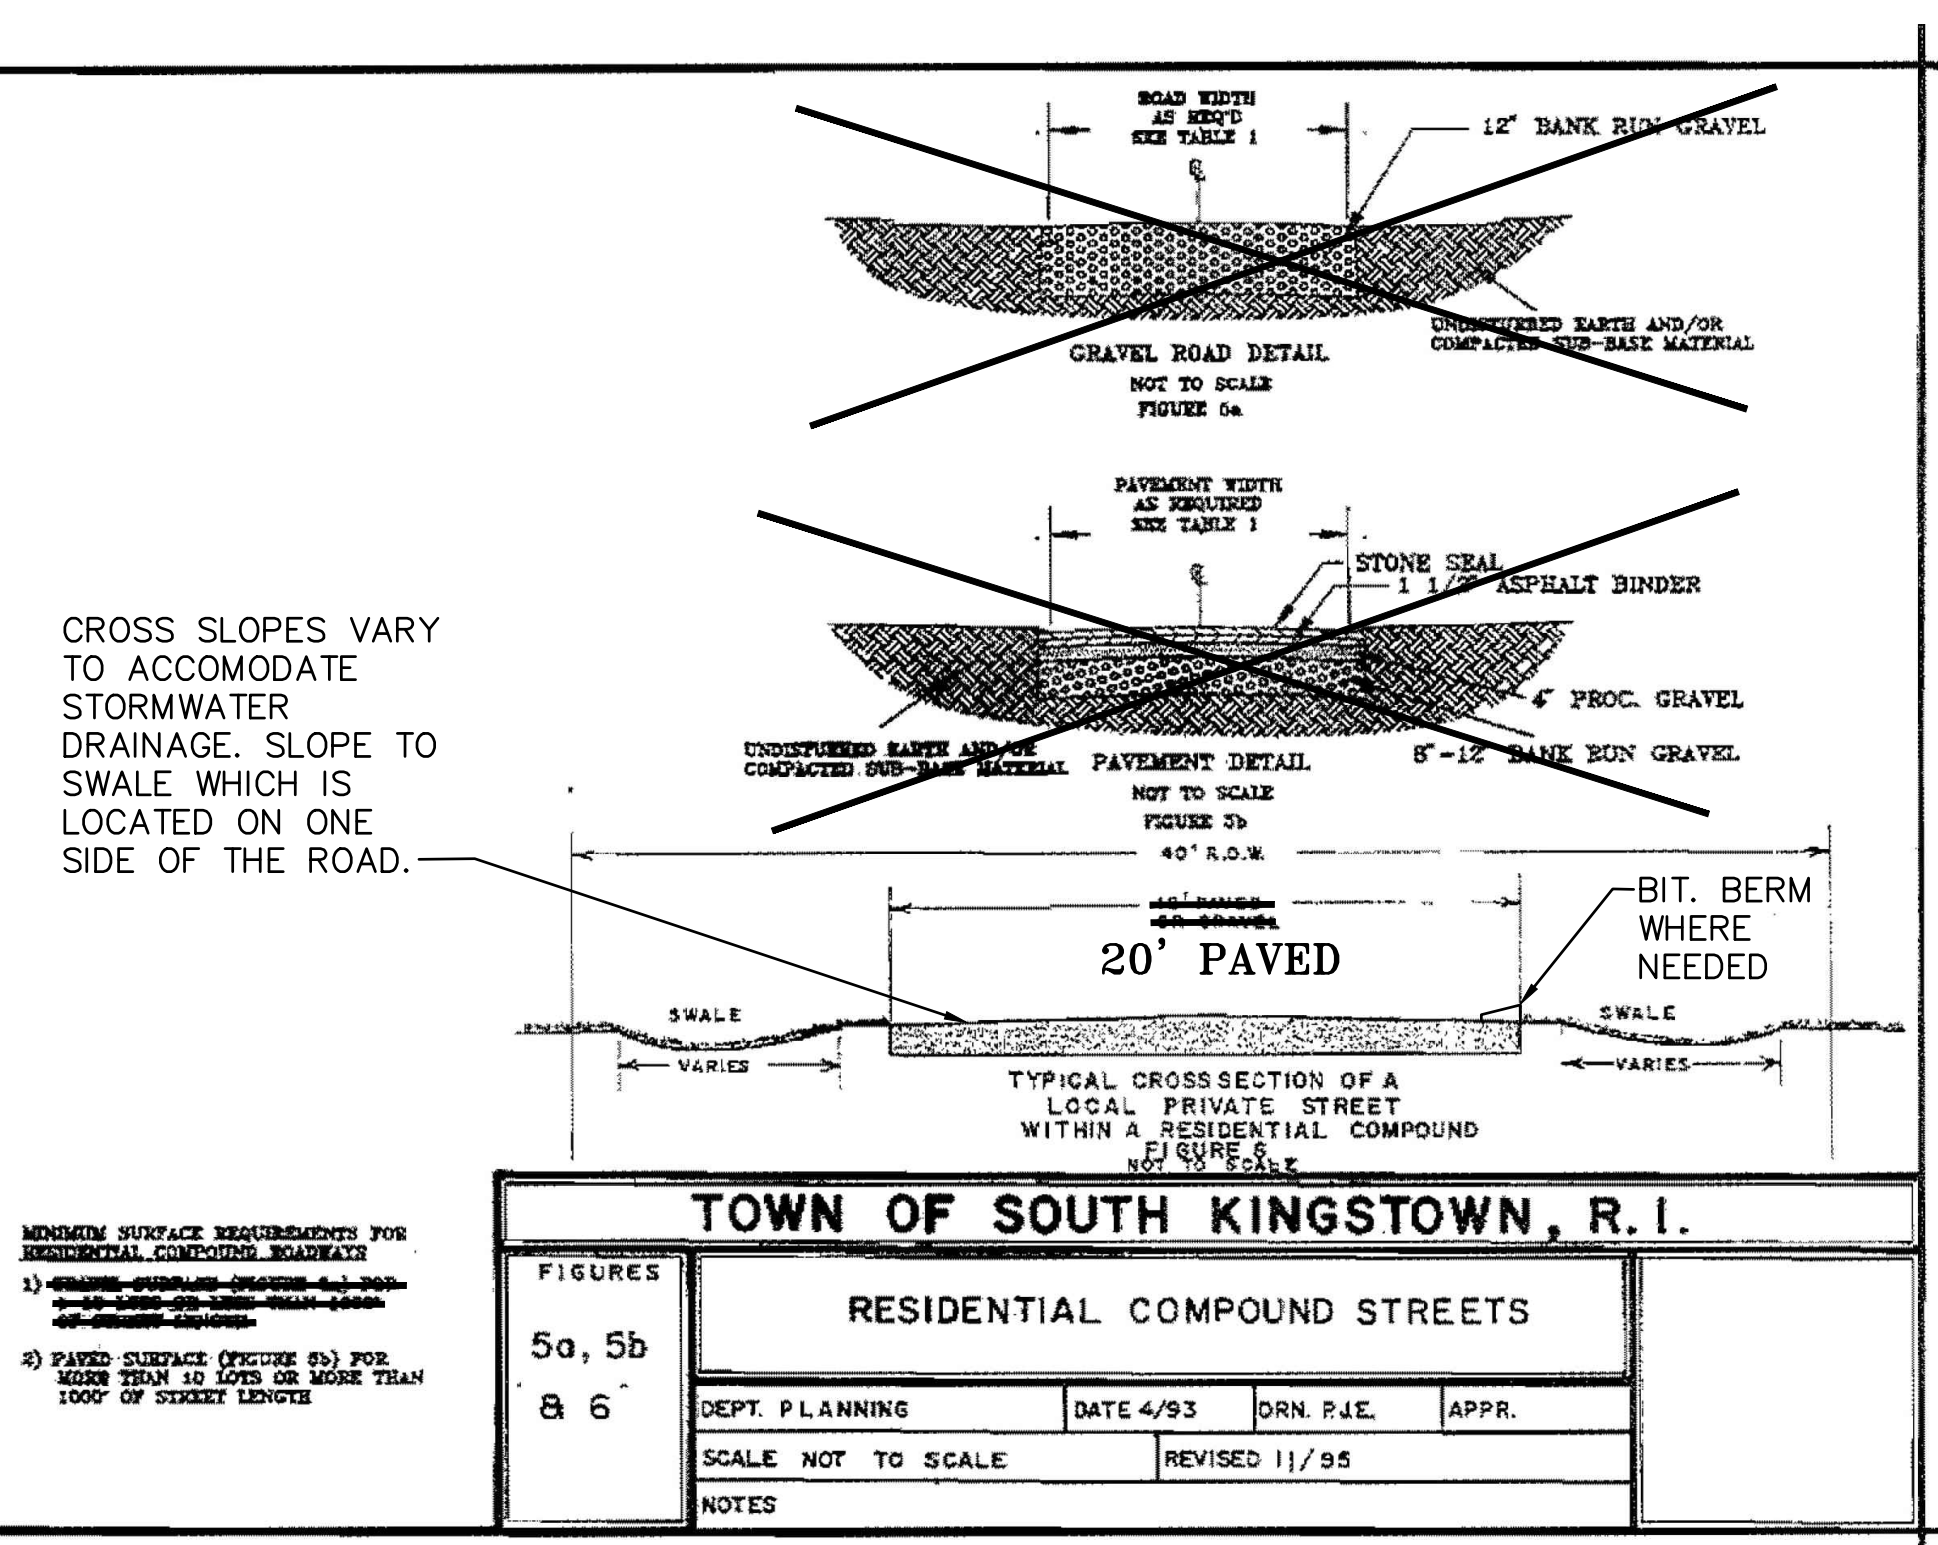 ROAD WIDTH
AS REQ'D
SEE TABLE 1
12" BANK RUN GRAVEL
UNDISTURBED EARTH AND/OR
COMPACTED SUB-BASE MATERIAL
GRAVEL ROAD DETAIL
NOT TO SCALE
FIGURE 5a
PAVEMENT WIDTH
AS REQUIRED
SEE TABLE 1
STONE SEAL
1 1/2" ASPHALT BINDER
4" PROC. GRAVEL
8"-12" BANK RUN GRAVEL
UNDISTURBED EARTH AND/OR
COMPACTED SUB-BASE MATERIAL
PAVEMENT DETAIL
NOT TO SCALE
FIGURE 5b
CROSS SLOPES VARY
TO ACCOMODATE
STORMWATER
DRAINAGE. SLOPE TO
SWALE WHICH IS
LOCATED ON ONE
SIDE OF THE ROAD.
40' R.O.W.
20' PAVED
BIT. BERM
WHERE
NEEDED
SWALE
SWALE
VARIES
VARIES
TYPICAL CROSS SECTION OF A
LOCAL PRIVATE STREET
WITHIN A RESIDENTIAL COMPOUND
FIGURE 6
NOT TO SCALE
MINIMUM SURFACE REQUIREMENTS FOR
RESIDENTIAL COMPOUND ROADWAYS
1)
2) PAVED SURFACE (FIGURE 5b) FOR
MORE THAN 10 LOTS OR MORE THAN
1000' OF STREET LENGTH
TOWN OF SOUTH KINGSTOWN, R.I.
FIGURES
5a, 5b
& 6
RESIDENTIAL COMPOUND STREETS
DEPT. PLANNING
DATE 4/93
DRN. P.J.E.
APPR.
SCALE NOT TO SCALE
REVISED 11/95
NOTES